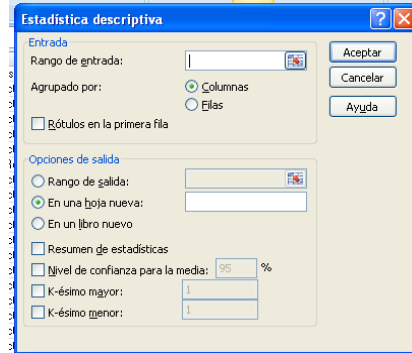 Estadística descriptiva
Entrada
Rango de entrada:
Aceptar
Agrupado por:
Columnas
Cancelar
Filas
Ayuda
Rótulos en la primera fila
Opciones de salida
Rango de salida:
En una hoja nueva:
En un libro nuevo
Resumen de estadísticas
Nivel de confianza para la media: 95 %
K-ésimo mayor: 1
K-ésimo menor: 1